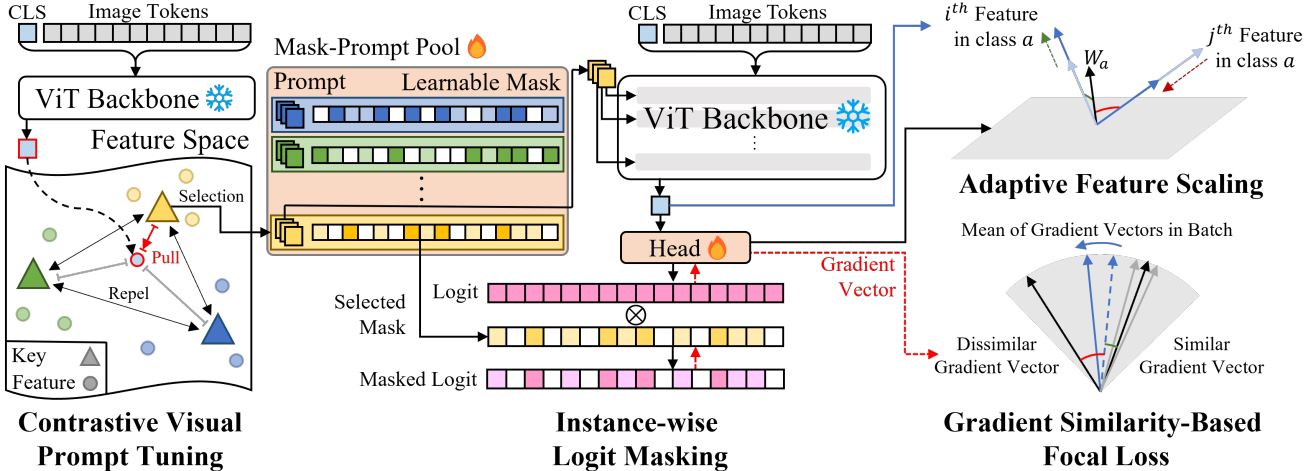 CLS
Image Tokens
ViT Backbone
Feature Space
Selection
Pull
Repel
Key
Feature
Contrastive Visual
Prompt Tuning
Mask-Prompt Pool
Prompt
Learnable Mask
CLS
Image Tokens
ViT Backbone
Head
Gradient
Vector
Logit
Selected
Mask
Masked Logit
Instance-wise
Logit Masking
i^th Feature
in class a
W_a
j^th Feature
in class a
Adaptive Feature Scaling
Mean of Gradient Vectors in Batch
Dissimilar
Gradient Vector
Similar
Gradient Vector
Gradient Similarity-Based
Focal Loss